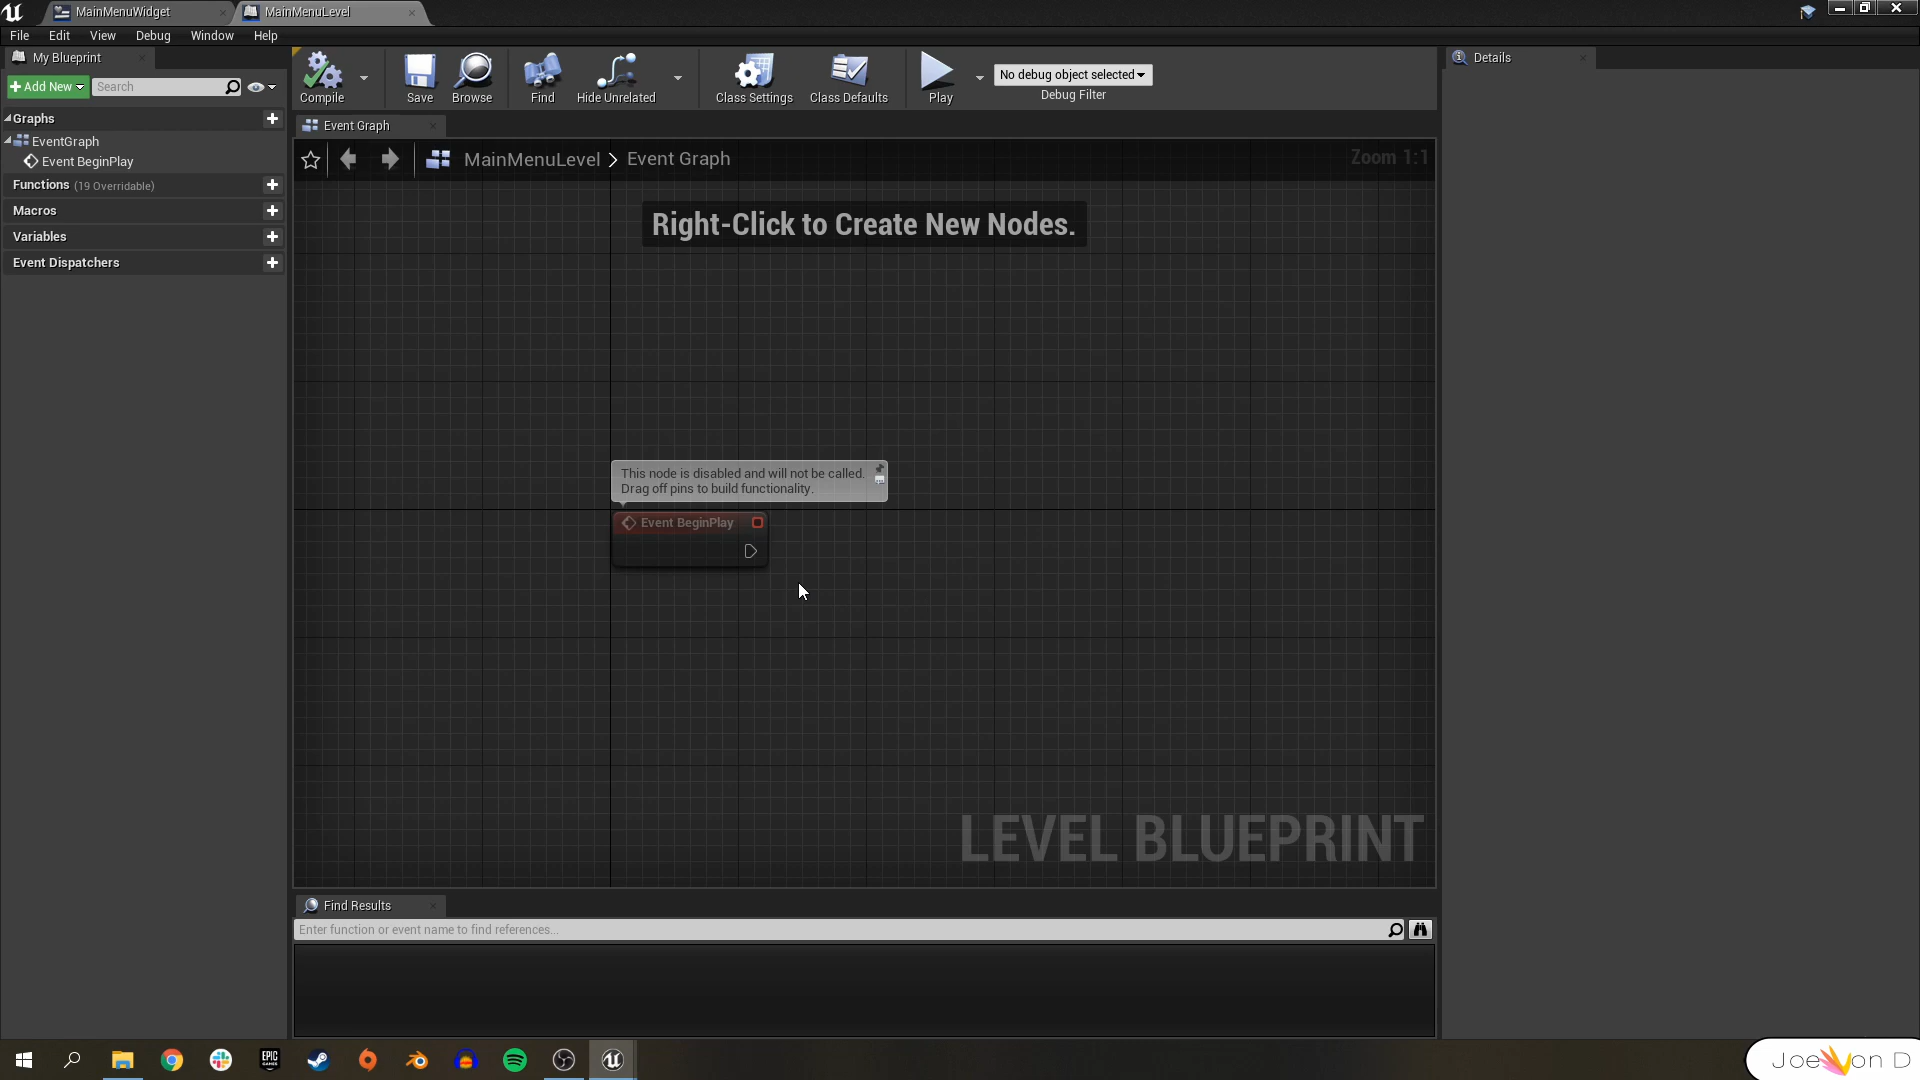 MainMenuWidget
MainMenuLevel
File Edit View Debug Window Help
My Blueprint
Add New
Search
Graphs
EventGraph
Event BeginPlay
Functions (19 Overridable)
Macros
Variables
Event Dispatchers
Compile
Save
Browse
Find
Hide Unrelated
Class Settings
Class Defaults
Play
No debug object selected
Debug Filter
Event Graph
MainMenuLevel > Event Graph
Zoom 1:1
Right-Click to Create New Nodes.
This node is disabled and will not be called.
Drag off pins to build functionality.
Event BeginPlay
LEVEL BLUEPRINT
Find Results
Enter function or event name to find references...
Details
EPIC
GAMES
Joe von D